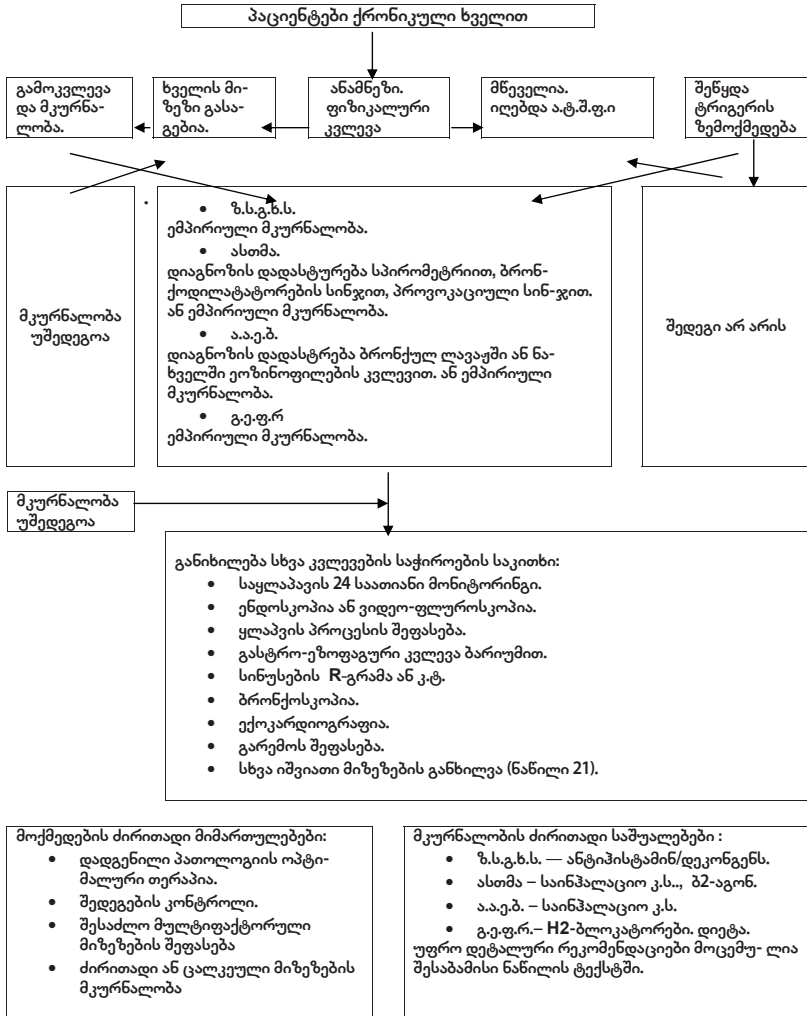 პაციენტები ქრონიკული ხველით
გამოკვლევა
და მკურნა-
ლობა.
ხველის მი-
ზეზი გასა-
გებია.
ანამნეზი.
ფიზიკალური
კვლევა
მწეველია.
იღებდა ა.ტ.შ.ფ.ი
შეწყდა
ტრიგერის
ზემოქმედება
მკურნალობა
უშედეგოა
• ზ.ს.გ.ხ.ს.
ემპირიული მკურნალობა.
• ასთმა.
დიაგნოზის დადასტურება სპირომეტრიით, ბრონ-
ქოდილატატორების სინჯით, პროვოკაციული სინ-ჯით.
ან ემპირიული მკურნალობა.
• ა.ა.ე.ბ.
დიაგნოზის დადასტრება ბრონქულ ლავაჟში ან ნა-
ხველში ეოზინოფილების კვლევით. ან ემპირიული
მკურნალობა.
• გ.ე.ფ.რ
ემპირიული მკურნალობა.
შედეგი არ არის
მკურნალობა
უშედეგოა
განიხილება სხვა კვლევების საჭიროების საკითხი:
• საყლაპავის 24 საათიანი მონიტორინგი.
• ენდოსკოპია ან ვიდეო-ფლუროსკოპია.
• ყლაპვის პროცესის შეფასება.
• გასტრო-ეზოფაგური კვლევა ბარიუმით.
• სინუსების R-გრამა ან კ.ტ.
• ბრონქოსკოპია.
• ექოკარდიოგრაფია.
• გარემოს შეფასება.
• სხვა იშვიათი მიზეზების განხილვა (ნაწილი 21).
მოქმედების ძირითადი მიმართულებები:
• დადგენილი პათოლოგიის ოპტი-
მალური თერაპია.
• შედეგების კონტროლი.
• შესაძლო მულტიფაქტორული
მიზეზების შეფასება
• ძირითადი ან ცალკეული მიზეზების
მკურნალობა
მკურნალობის ძირითადი საშუალებები :
• ზ.ს.გ.ხ.ს. — ანტიჰისტამინ/დეკონგენს.
• ასთმა – საინჰალაციო კ.ს.., ბ2-აგონ.
• ა.ა.ე.ბ. – საინჰალაციო კ.ს.
• გ.ე.ფ.რ.– H2-ბლოკატორები. დიეტა.
უფრო დეტალური რეკომენდაციები მოცემუ- ლია
შესაბამისი ნაწილის ტექსტში.